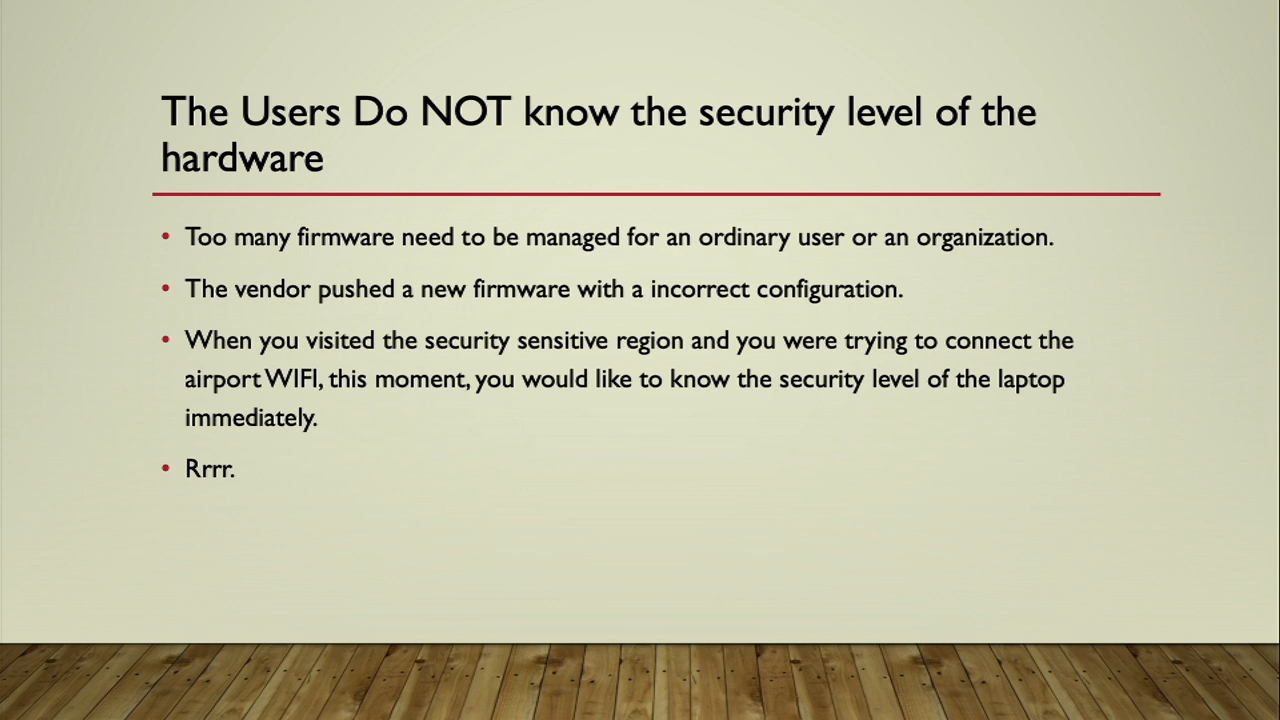 The Users Do NOT know the security level of the
hardware
• Too many firmware need to be managed for an ordinary user or an organization.
• The vendor pushed a new firmware with a incorrect configuration.
• When you visited the security sensitive region and you were trying to connect the
airport WIFI, this moment, you would like to know the security level of the laptop
immediately.
• Rrrr.